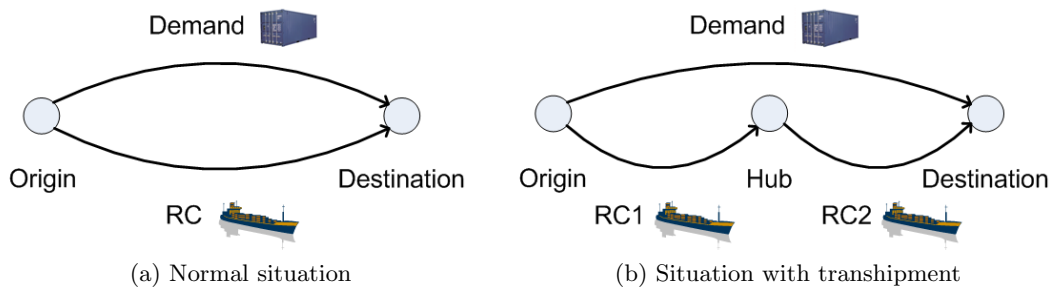 Demand
Origin
Destination
RC
(a) Normal situation
Demand
Origin
Hub
Destination
RC1
RC2
(b) Situation with transhipment